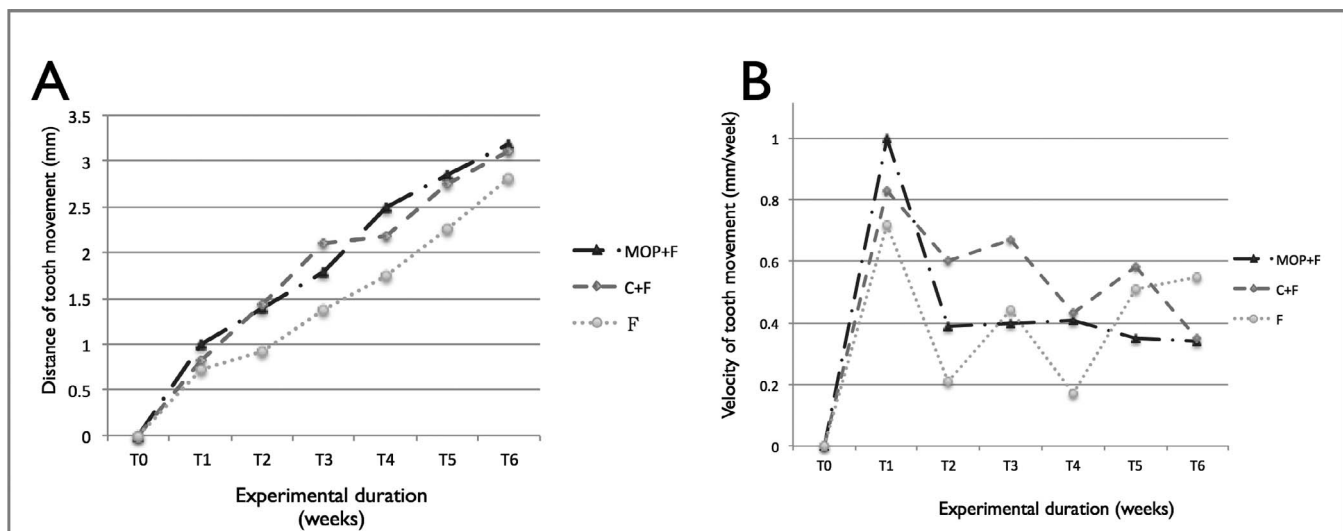 A
Distance of tooth movement (mm)
3.5
3
2.5
2
1.5
1
0.5
0
T0 T1 T2 T3 T4 T5 T6
Experimental duration
(weeks)
MOP+F
C+F
F
B
Velocity of tooth movement (mm/week)
1
0.8
0.6
0.4
0.2
0
T0 T1 T2 T3 T4 T5 T6
Experimental duration (weeks)
MOP+F
C+F
F